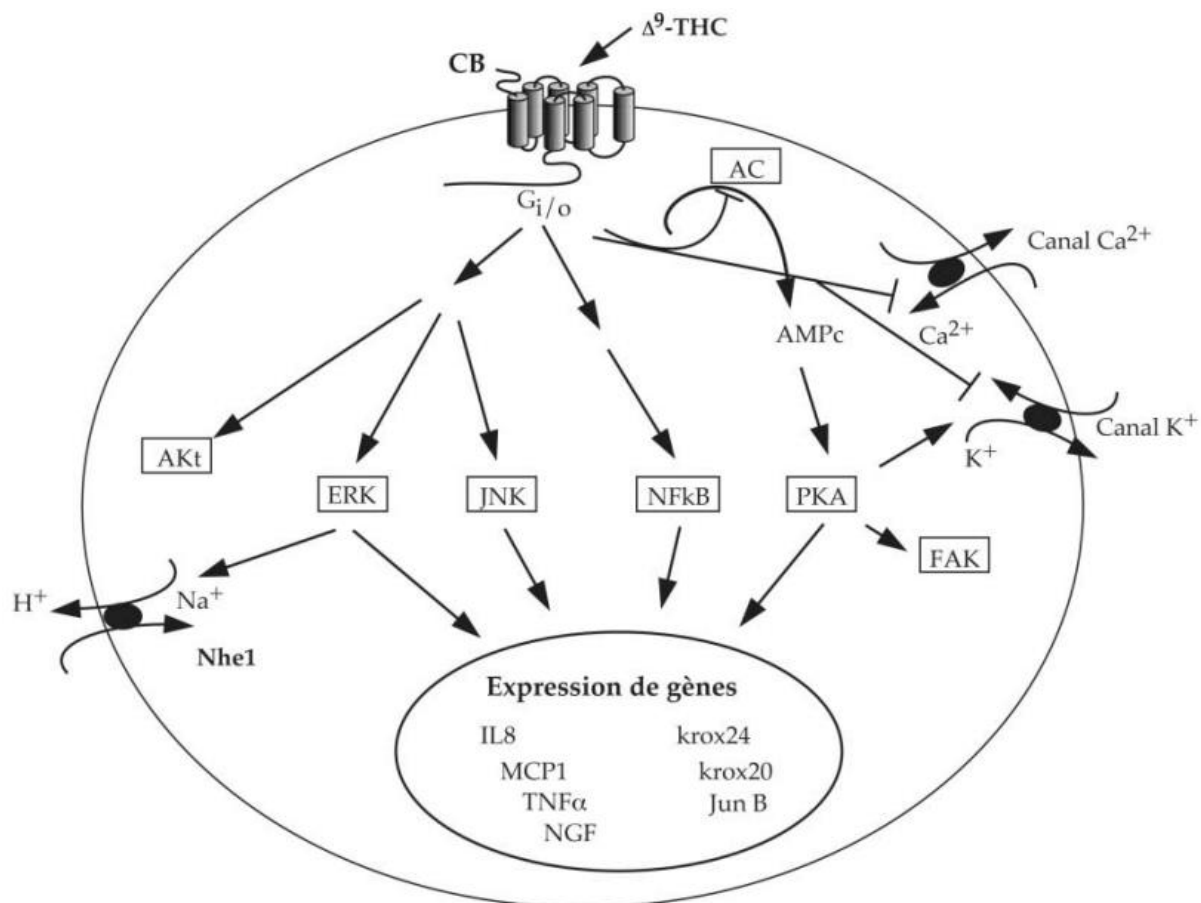 Δ⁹-THC
CB
AC
Gi/o
Canal Ca²⁺
AMPc
Ca²⁺
Canal K⁺
K⁺
AKt
ERK
JNK
NFkB
PKA
FAK
H⁺
Na⁺
Nhe1
Expression de gènes
IL8
krox24
MCP1
krox20
TNFα
Jun B
NGF